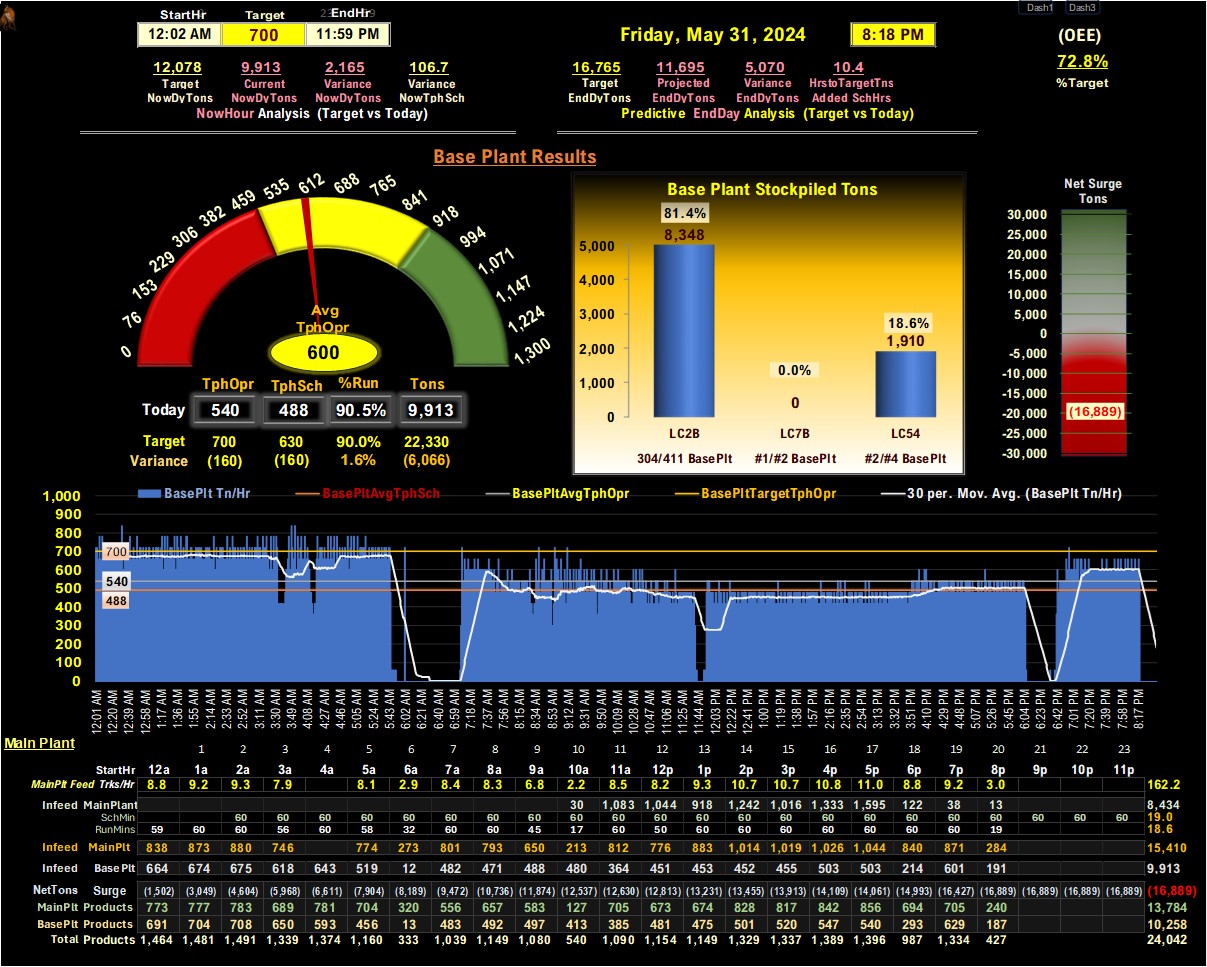 Dash1 Dash3
StartHr Target EndHr
12:02 AM 700 11:59 PM
Friday, May 31, 2024 8:18 PM
(OEE)
72.8%
%Target
12,078 9,913 2,165 106.7
Target Current Variance Variance
NowDyTons NowDyTons NowDyTons NowTphSch
NowHour Analysis (Target vs Today)
16,765 11,695 5,070 10.4
Target Projected Variance HrstoTargetTns
EndDyTons EndDyTons EndDyTons Added SchHrs
Predictive EndDay Analysis (Target vs Today)
Base Plant Results
0 76 153 229 306 382 459 535 612 688 765 841 918 994 1,071 1,147 1,224 1,300
Avg
TphOpr
600
TphOpr TphSch %Run Tons
Today 540 488 90.5% 9,913
Target 700 630 90.0% 22,330
Variance (160) (160) 1.6% (6,066)
Base Plant Stockpiled Tons
81.4%
8,348
5,000
4,000
3,000
2,000
1,000
0
0.0%
0
18.6%
1,910
LC2B LC7B LC54
304/411 BasePlt #1/#2 BasePlt #2/#4 BasePlt
Net Surge
Tons
30,000
25,000
20,000
15,000
10,000
5,000
0
-5,000
-10,000
-15,000
-20,000
-25,000
-30,000
(16,889)
BasePlt Tn/Hr BasePltAvgTphSch BasePltAvgTphOpr BasePltTargetTphOpr 30 per. Mov. Avg. (BasePlt Tn/Hr)
1,000
900
800
700
600
500
400
300
200
100
0
700
540
488
12:01 AM 12:20 AM 12:39 AM 12:58 AM 1:17 AM 1:36 AM 1:55 AM 2:14 AM 2:33 AM 2:52 AM 3:11 AM 3:30 AM 3:49 AM 4:08 AM 4:27 AM 4:46 AM 5:05 AM 5:24 AM 5:43 AM 6:02 AM 6:21 AM 6:40 AM 6:59 AM 7:18 AM 7:37 AM 7:56 AM 8:15 AM 8:34 AM 8:53 AM 9:12 AM 9:31 AM 9:50 AM 10:09 AM 10:28 AM 10:47 AM 11:06 AM 11:25 AM 11:44 AM 12:03 PM 12:22 PM 12:41 PM 1:00 PM 1:19 PM 1:38 PM 1:57 PM 2:16 PM 2:35 PM 2:54 PM 3:13 PM 3:32 PM 3:51 PM 4:10 PM 4:29 PM 4:48 PM 5:07 PM 5:26 PM 5:45 PM 6:04 PM 6:23 PM 6:42 PM 7:01 PM 7:20 PM 7:39 PM 7:58 PM 8:17 PM
Main Plant
1 2 3 4 5 6 7 8 9 10 11 12 13 14 15 16 17 18 19 20 21 22 23
StartHr 12a 1a 2a 3a 4a 5a 6a 7a 8a 9a 10a 11a 12p 1p 2p 3p 4p 5p 6p 7p 8p 9p 10p 11p
MainPlt Feed Trks/Hr 8.8 9.2 9.3 7.9 8.1 2.9 8.4 8.3 6.8 2.2 8.5 8.2 9.3 10.7 10.7 10.8 11.0 8.8 9.2 3.0 162.2
Infeed MainPlant 30 1,083 1,044 918 1,242 1,016 1,333 1,595 122 38 13 8,434
SchMin 60 60 60 60 60 60 60 60 60 60 60 60 60 60 60 60 60 60 60 60 60 60 19.0
RunMins 59 60 60 56 60 58 32 60 60 45 17 60 50 60 60 60 60 60 60 60 19 18.6
Infeed MainPlt 838 873 880 746 774 273 801 793 650 213 812 776 883 1,014 1,019 1,026 1,044 840 871 284 15,410
Infeed BasePlt 664 674 675 618 643 519 12 482 471 488 480 364 451 453 452 455 503 503 214 601 191 9,913
NetTons Surge (1,502) (3,049) (4,604) (5,968) (6,611) (7,904) (8,189) (9,472) (10,736) (11,874) (12,537) (12,630) (12,813) (13,231) (13,455) (13,913) (14,109) (14,061) (14,993) (16,427) (16,889) (16,889) (16,889) (16,889) (16,889)
MainPlt Products 773 777 783 689 781 704 320 556 657 583 127 705 673 674 828 817 842 856 694 705 240 13,784
BasePlt Products 691 704 708 650 593 456 13 483 492 497 413 385 481 475 501 520 547 540 293 629 187 10,258
Total Products 1,464 1,481 1,491 1,339 1,374 1,160 333 1,039 1,149 1,080 540 1,090 1,154 1,149 1,329 1,337 1,389 1,396 987 1,334 427 24,042